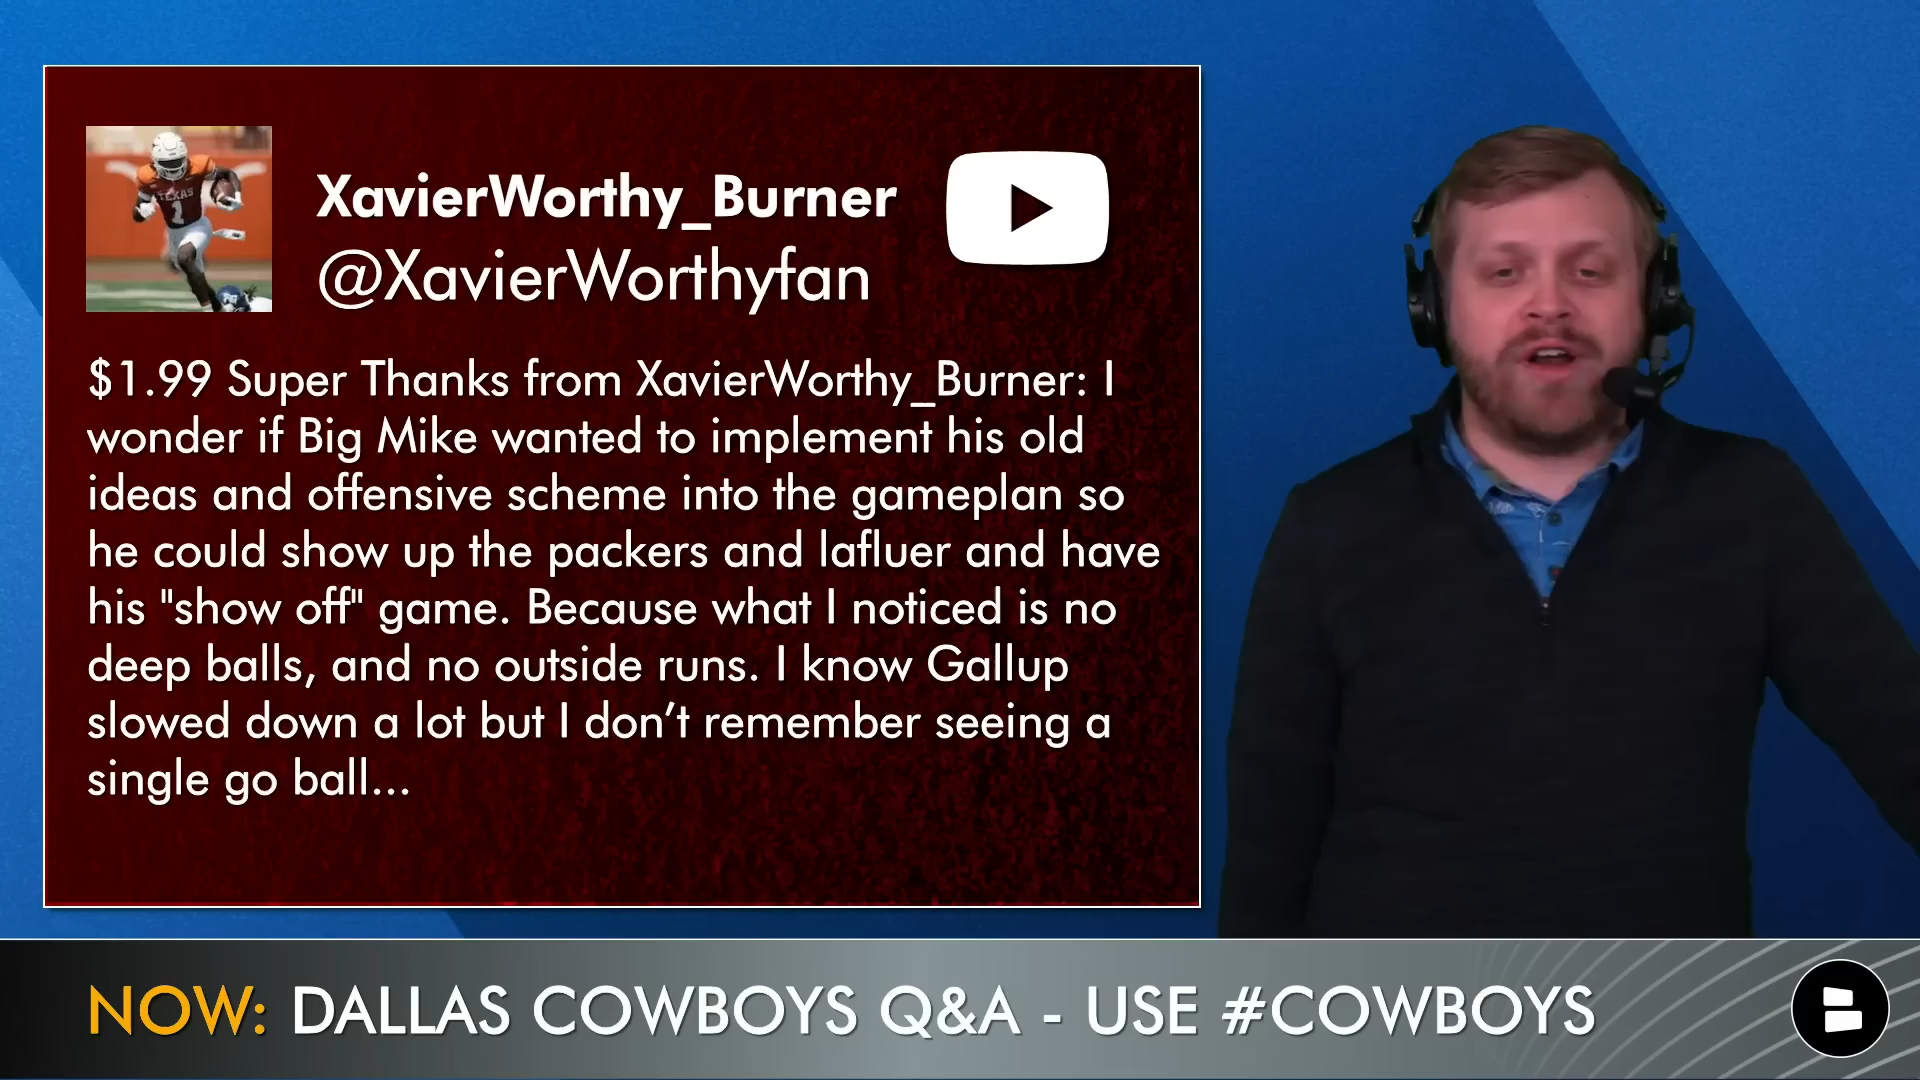 XavierWorthy_Burner
@XavierWorthyfan
$1.99 Super Thanks from XavierWorthy_Burner: I
wonder if Big Mike wanted to implement his old
ideas and offensive scheme into the gameplan so
he could show up the packers and lafluer and have
his "show off" game. Because what I noticed is no
deep balls, and no outside runs. I know Gallup
slowed down a lot but I don’t remember seeing a
single go ball...
TEXAS
1
NOW: DALLAS COWBOYS Q&A - USE #COWBOYS